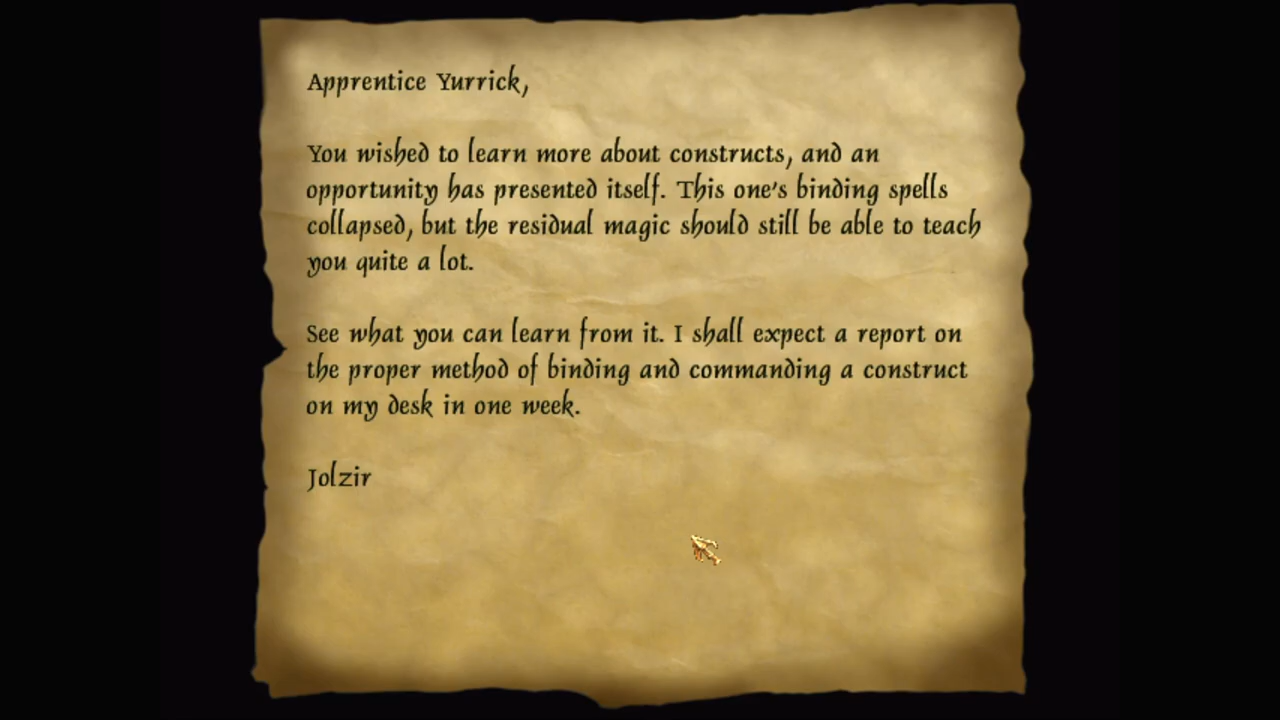 Apprentice Yurrick,
You wished to learn more about constructs, and an
opportunity has presented itself. This one's binding spells
collapsed, but the residual magic should still be able to teach
you quite a lot.
See what you can learn from it. I shall expect a report on
the proper method of binding and commanding a construct
on my desk in one week.
Jolzir